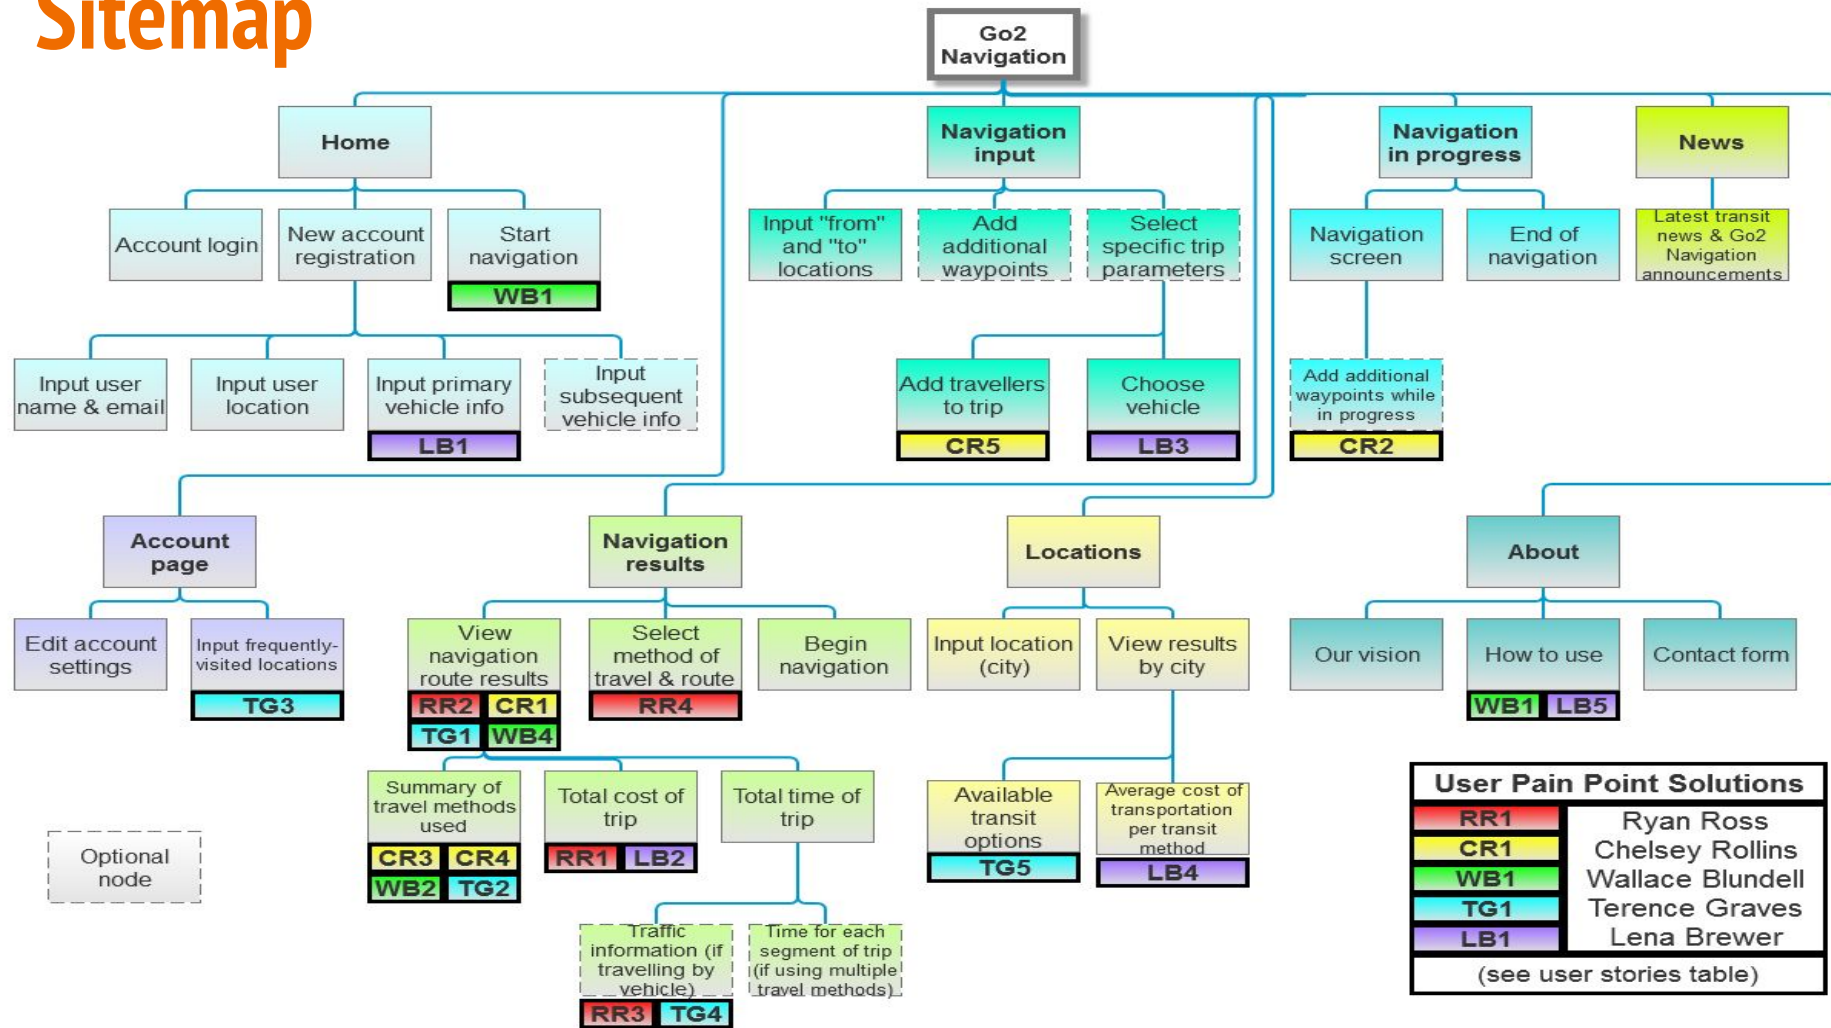 Sitemap
Go2
Navigation
Home
Navigation
input
Navigation
in progress
News
Account login
New account
registration
Start
navigation
WB1
Input "from"
and "to"
locations
Add
additional
waypoints
Select
specific trip
parameters
Navigation
screen
End of
navigation
Latest transit
news & Go2
Navigation
announcements
Input user
name & email
Input user
location
Input primary
vehicle info
LB1
Input
subsequent
vehicle info
Add travellers
to trip
CR5
Choose
vehicle
LB3
Add additional
waypoints while
in progress
CR2
Account
page
Navigation
results
Locations
About
Edit account
settings
Input frequently-
visited locations
TG3
View
navigation
route results
RR2 CR1
TG1 WB4
Select
method of
travel & route
RR4
Begin
navigation
Input location
(city)
View results
by city
Our vision
How to use
WB1 LB5
Contact form
Summary of
travel methods
used
CR3 CR4
WB2 TG2
Total cost of
trip
RR1 LB2
Total time of
trip
Available
transit
options
TG5
Average cost of
transportation
per transit
method
LB4
Optional
node
Traffic
information (if
travelling by
vehicle)
RR3 TG4
Time for each
segment of trip
(if using multiple
travel methods)
User Pain Point Solutions
RR1 Ryan Ross
CR1 Chelsey Rollins
WB1 Wallace Blundell
TG1 Terence Graves
LB1 Lena Brewer
(see user stories table)